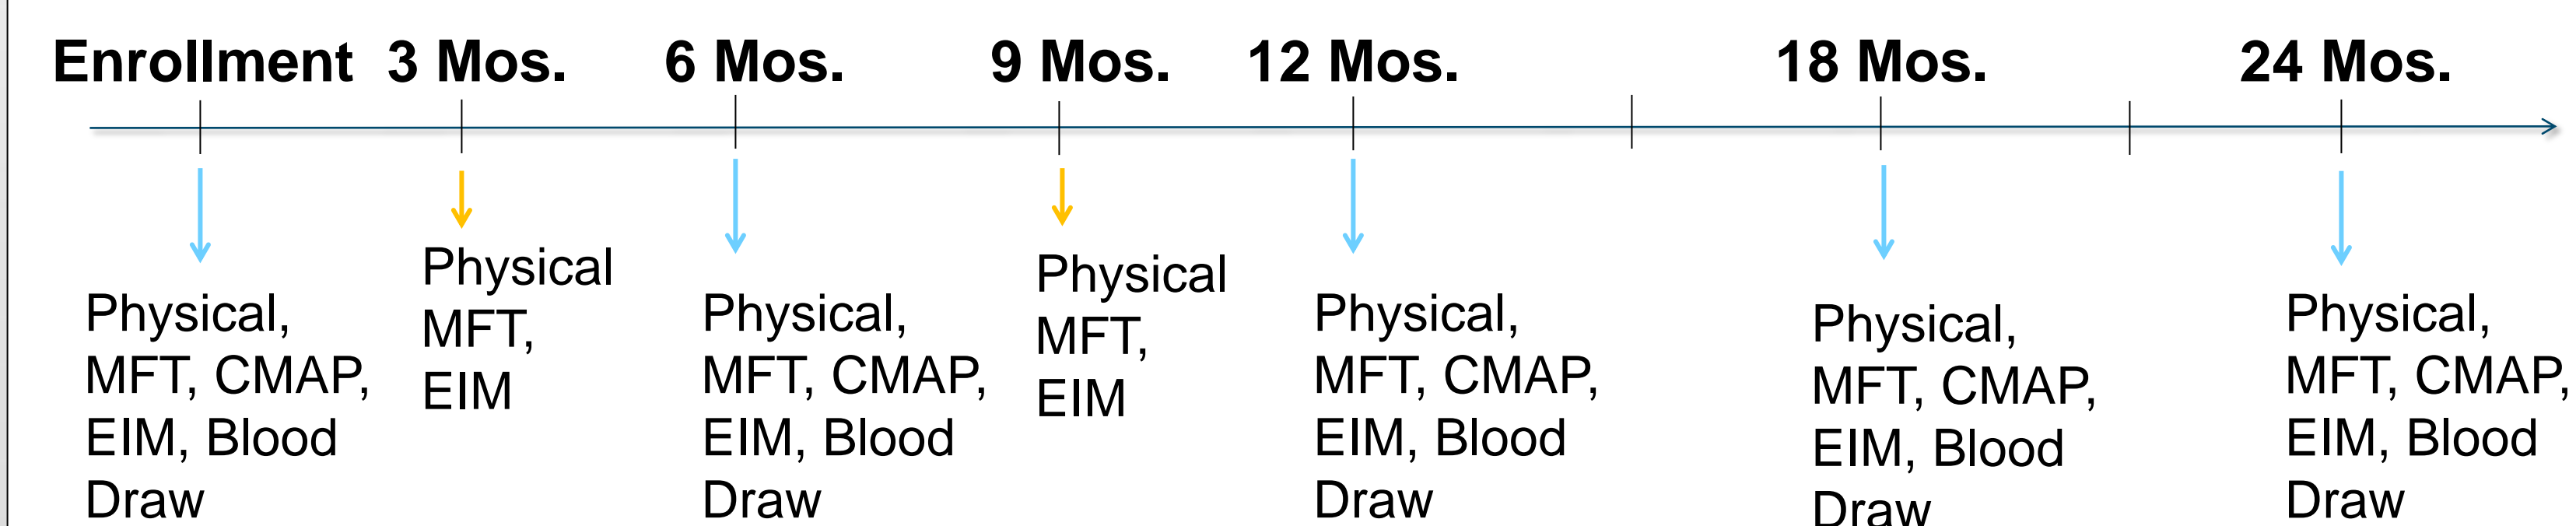 Enrollment 3 Mos. 6 Mos. 9 Mos. 12 Mos. 18 Mos. 24 Mos.
Physical,
MFT, CMAP,
EIM, Blood
Draw
Physical
MFT,
EIM
Physical,
MFT, CMAP,
EIM, Blood
Draw
Physical
MFT,
EIM
Physical,
MFT, CMAP,
EIM, Blood
Draw
Physical,
MFT, CMAP,
EIM, Blood
Draw
Physical,
MFT, CMAP,
EIM, Blood
Draw